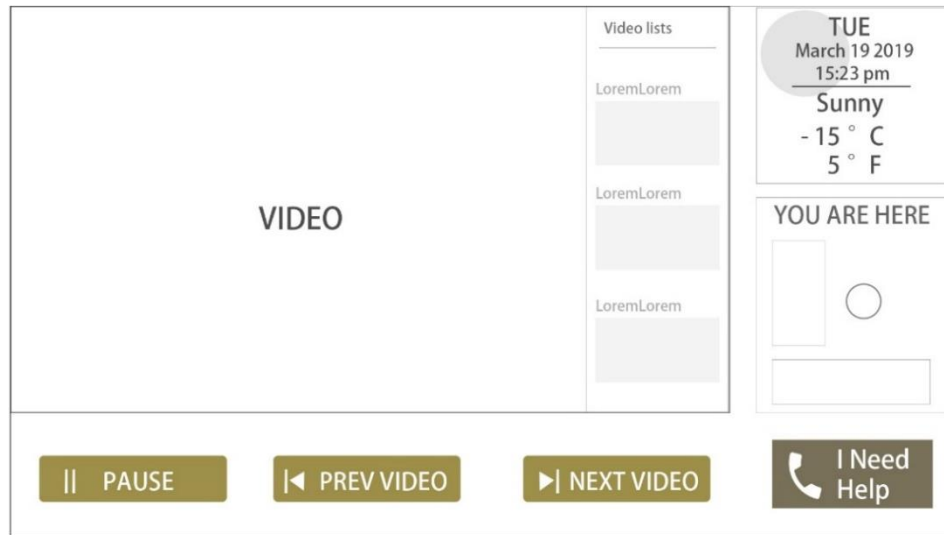 VIDEO
Video lists
LoremLorem
LoremLorem
LoremLorem
TUE
March 19 2019
15:23 pm
Sunny
- 15 ° C
5 ° F
YOU ARE HERE
PAUSE
PREV VIDEO
NEXT VIDEO
I Need
Help